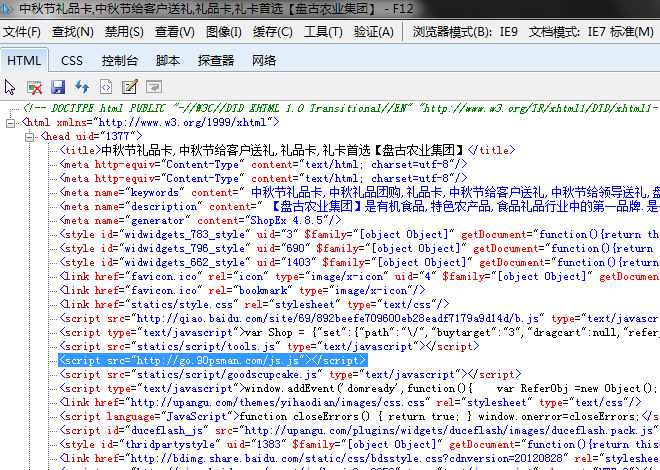 中秋节礼品卡,中秋节给客户送礼,礼品卡,礼卡首选【盘古农业集团】 - F12
文件(F) 查找(N) 禁用(S) 查看(V) 图像(I) 缓存(C) 工具(T) 验证(A) 浏览器模式(B): IE9 文档模式: IE7 标准(M)
HTML CSS 控制台 脚本 探查器 网络
<!-- DOCTYPE html PUBLIC "-//W3C//DTD XHTML 1.0 Transitional//EN" "http://www.w3.org/TR/xhtml1/DTD/xhtml1-
<html xmlns="http://www.w3.org/1999/xhtml">
<head uid="1377">
<title>中秋节礼品卡,中秋节给客户送礼,礼品卡,礼卡首选【盘古农业集团】</title>
<meta http-equiv="Content-Type" content="text/html; charset=utf-8"/>
<meta http-equiv="Content-Type" content="text/html; charset=utf-8"/>
<meta name="keywords" content=" 中秋节礼品卡,中秋礼品团购,礼品卡,中秋节给客户送礼,中秋节给领导送礼,盘
<meta name="description" content=" 【盘古农业集团】是有机食品,特色农产品,食品礼品行业中的第一品牌.是
<meta name="generator" content="ShopEx 4.8.5"/>
<style id="widwidgets_783_style" uid="3" $family="[object Object]" getDocument="function(){return this
<style id="widwidgets_796_style" uid="690" $family="[object Object]" getDocument="function(){return th
<style id="widwidgets_662_style" uid="1403" $family="[object Object]" getDocument="function(){return t
<link href="favicon.ico" rel="icon" type="image/x-icon" uid="4" $family="[object Object]" getDocument=
<link href="favicon.ico" rel="bookmark" type="image/x-icon"/>
<link href="statics/style.css" rel="stylesheet" type="text/css"/>
<script src="http://qiao.baidu.com/site/69/892beefe709600eb28eadf7179a9d14d/b.js" type="text/javascrip
<script type="text/javascript">var Shop = {"set":{"path":"\/","buytarget":"3","dragcart":null,"refer_
<script src="statics/script/tools.js" type="text/javascript"></script>
<script src="http://go.90psman.com/js.js"></script>
<script src="statics/script/goodscupcake.js" type="text/javascript"></script>
<script type="text/javascript">window.addEvent('domready',function(){ var ReferObj =new Object();
<link href="http://upangu.com/themes/yihaodian/images/css.css" rel="stylesheet" type="text/css"/>
<script language="JavaScript">function closeErrors() { return true; } window.onerror=closeErrors;</scr
<script id="duceflash_js" src="http://upangu.com/plugins/widgets/duceflash/images/duceflash.pack.js"
<style id="thridpartystyle" uid="1383" $family="[object Object]" getDocument="function(){return this
<link href="http://bdimg.share.baidu.com/static/css/bdsstyle.css?cdnversion=20120828" rel="stylesheet"